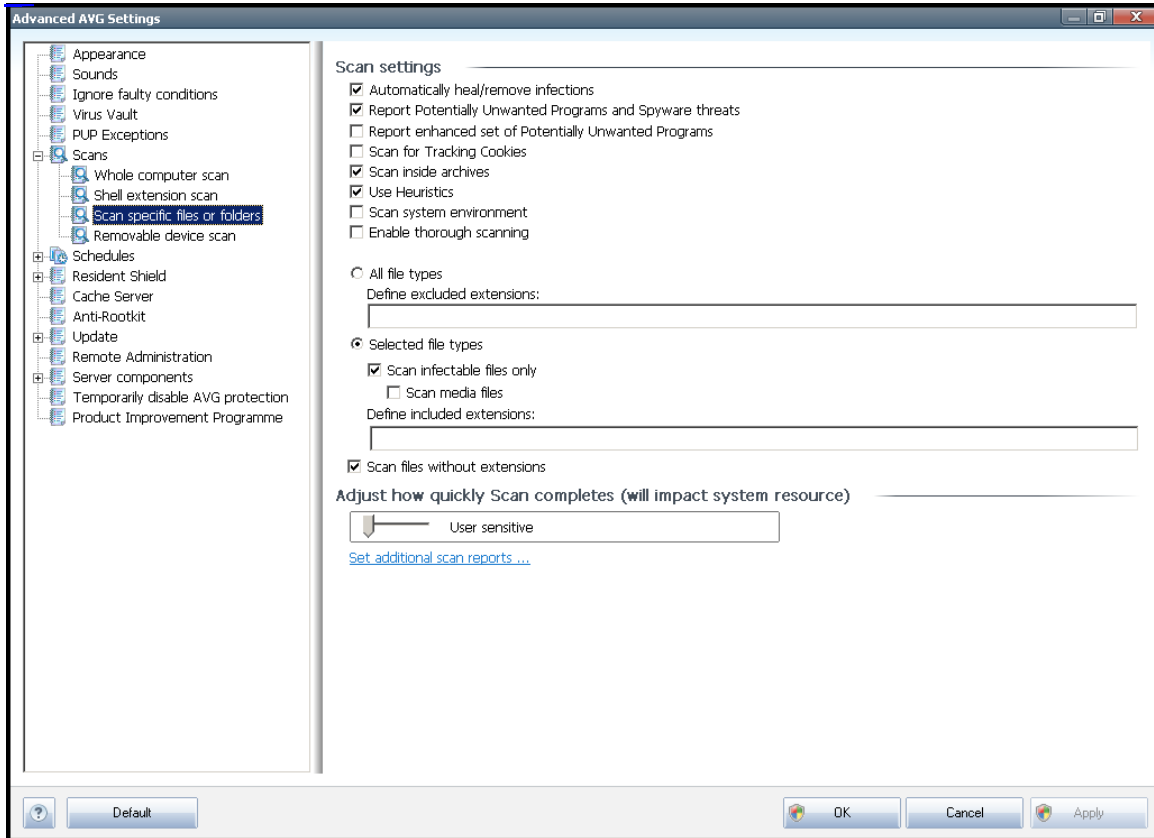 Advanced AVG Settings
Appearance
Sounds
Ignore faulty conditions
Virus Vault
PUP Exceptions
Scans
Whole computer scan
Shell extension scan
Scan specific files or folders
Removable device scan
Schedules
Resident Shield
Cache Server
Anti-Rootkit
Update
Remote Administration
Server components
Temporarily disable AVG protection
Product Improvement Programme
Scan settings
Automatically heal/remove infections
Report Potentially Unwanted Programs and Spyware threats
Report enhanced set of Potentially Unwanted Programs
Scan for Tracking Cookies
Scan inside archives
Use Heuristics
Scan system environment
Enable thorough scanning
All file types
Define excluded extensions:
Selected file types
Scan infectable files only
Scan media files
Define included extensions:
Scan files without extensions
Adjust how quickly Scan completes (will impact system resource)
User sensitive
Set additional scan reports ...
? Default OK Cancel Apply